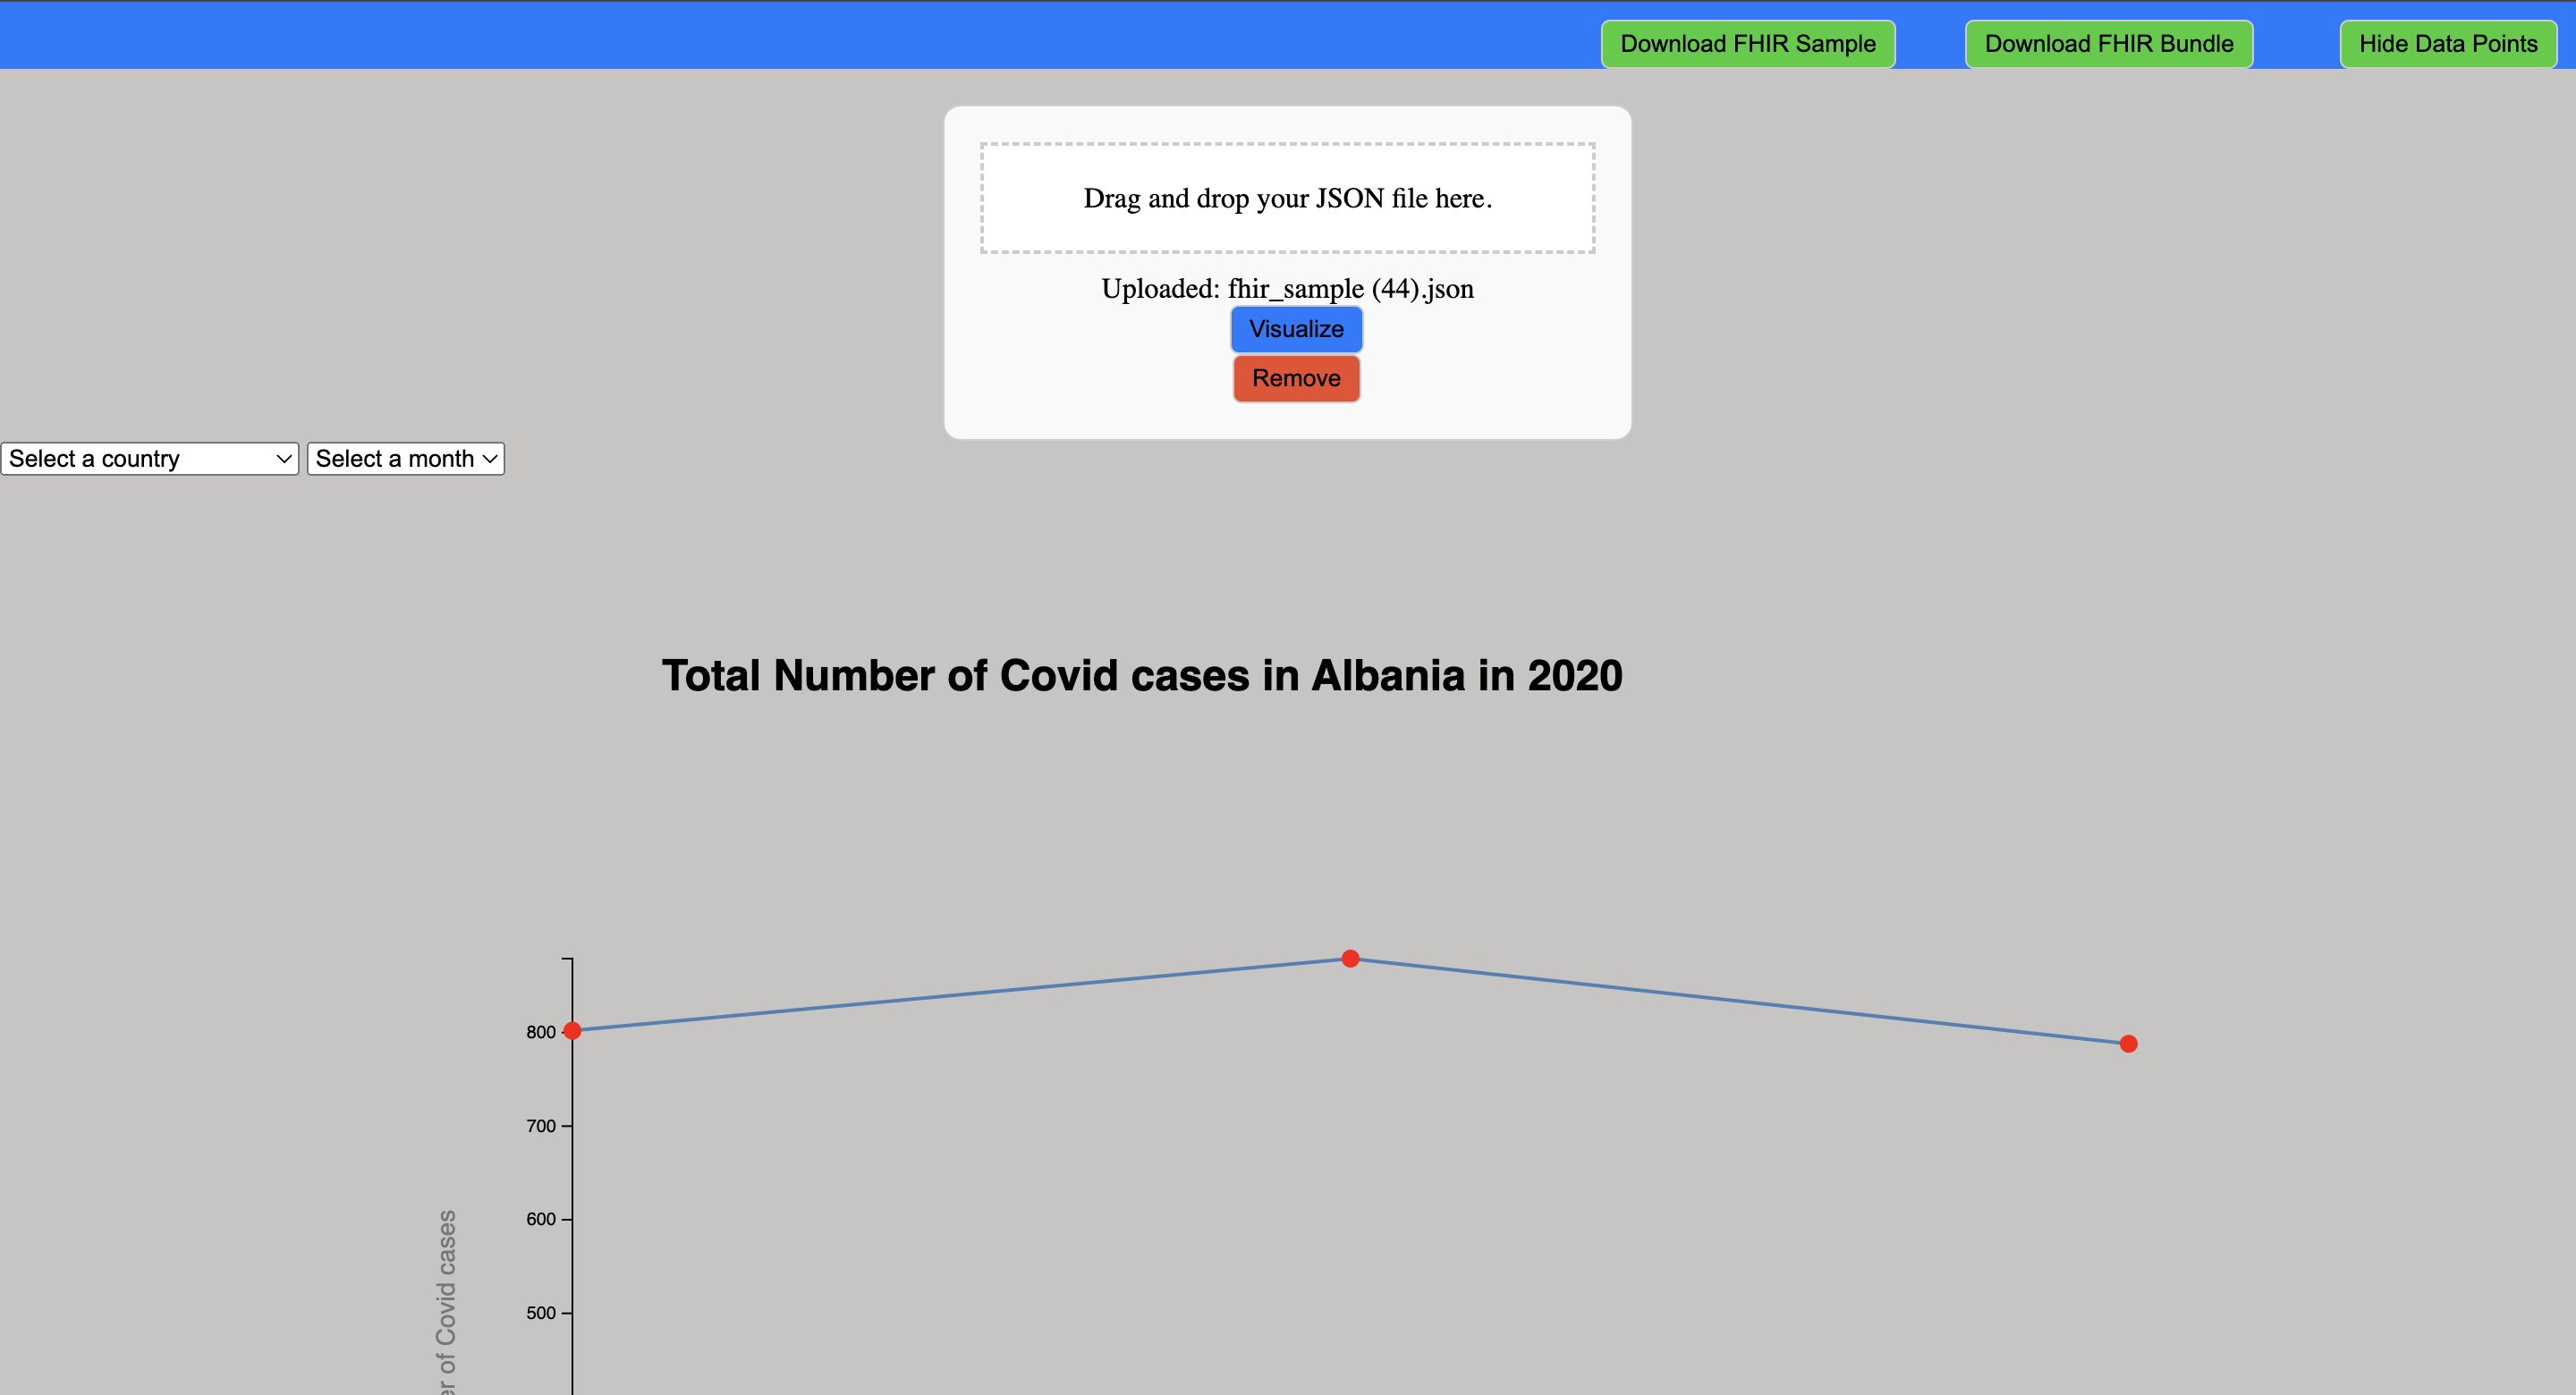 Download FHIR Sample
Download FHIR Bundle
Hide Data Points
Drag and drop your JSON file here.
Uploaded: fhir_sample (44).json
Visualize
Remove
Select a country
Select a month
Total Number of Covid cases in Albania in 2020
800
700
600
500
of Covid cases